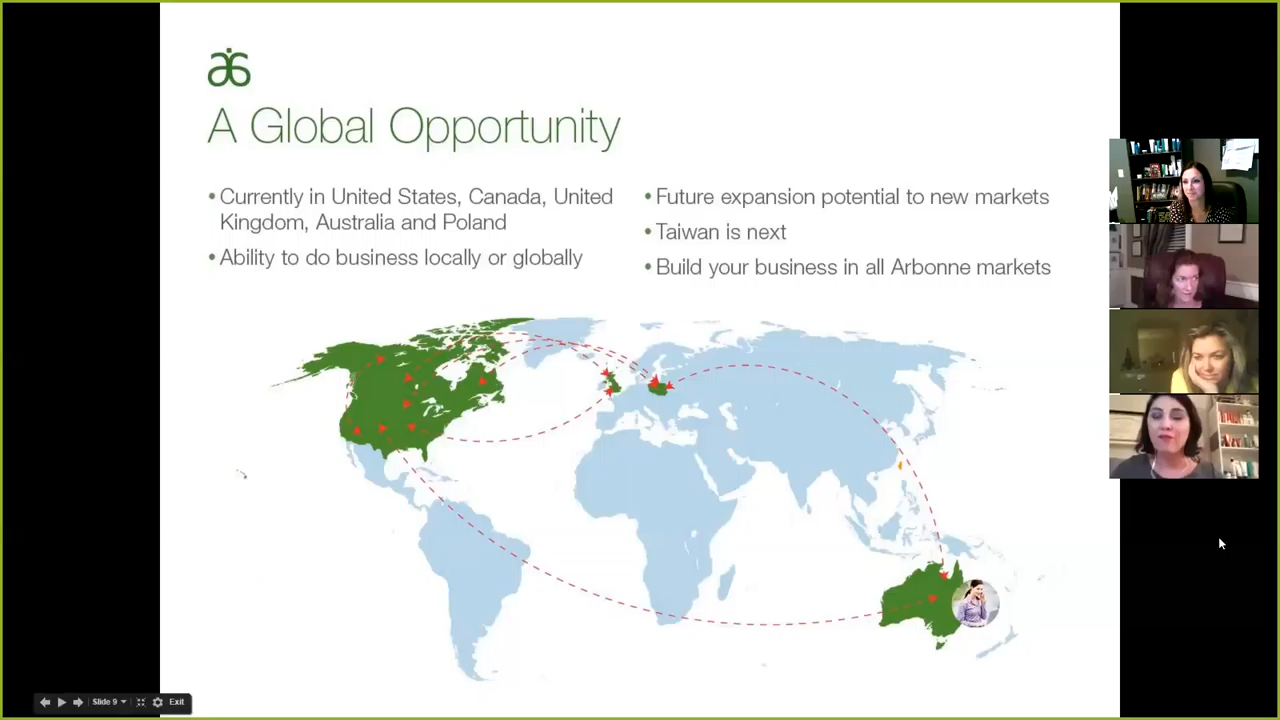 A Global Opportunity
• Currently in United States, Canada, United
Kingdom, Australia and Poland
• Ability to do business locally or globally
• Future expansion potential to new markets
• Taiwan is next
• Build your business in all Arbonne markets
Slide 9
Exit